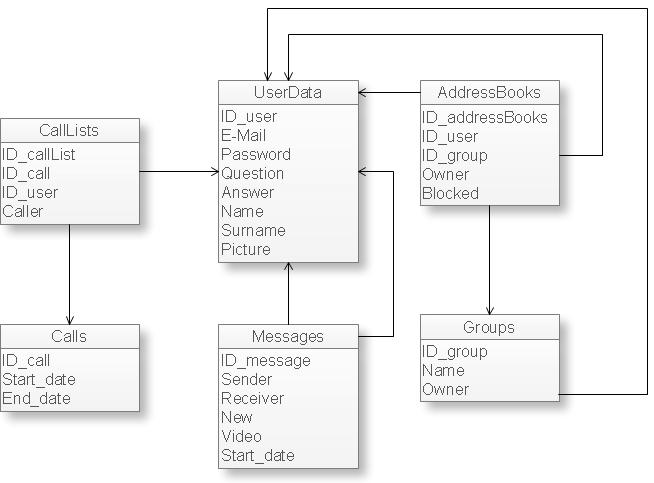 UserData
ID_user
E-Mail
Password
Question
Answer
Name
Surname
Picture
AddressBooks
ID_addressBooks
ID_user
ID_group
Owner
Blocked
CallLists
ID_callList
ID_call
ID_user
Caller
Calls
ID_call
Start_date
End_date
Messages
ID_message
Sender
Receiver
New
Video
Start_date
Groups
ID_group
Name
Owner